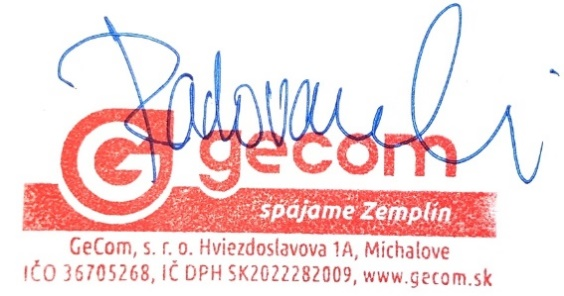 gecom
spájame Zemplín
GeCom, s. r. o. Hviezdoslavova 1A, Michalove
IČO 36705268, IČ DPH SK2022282009, www.gecom.sk